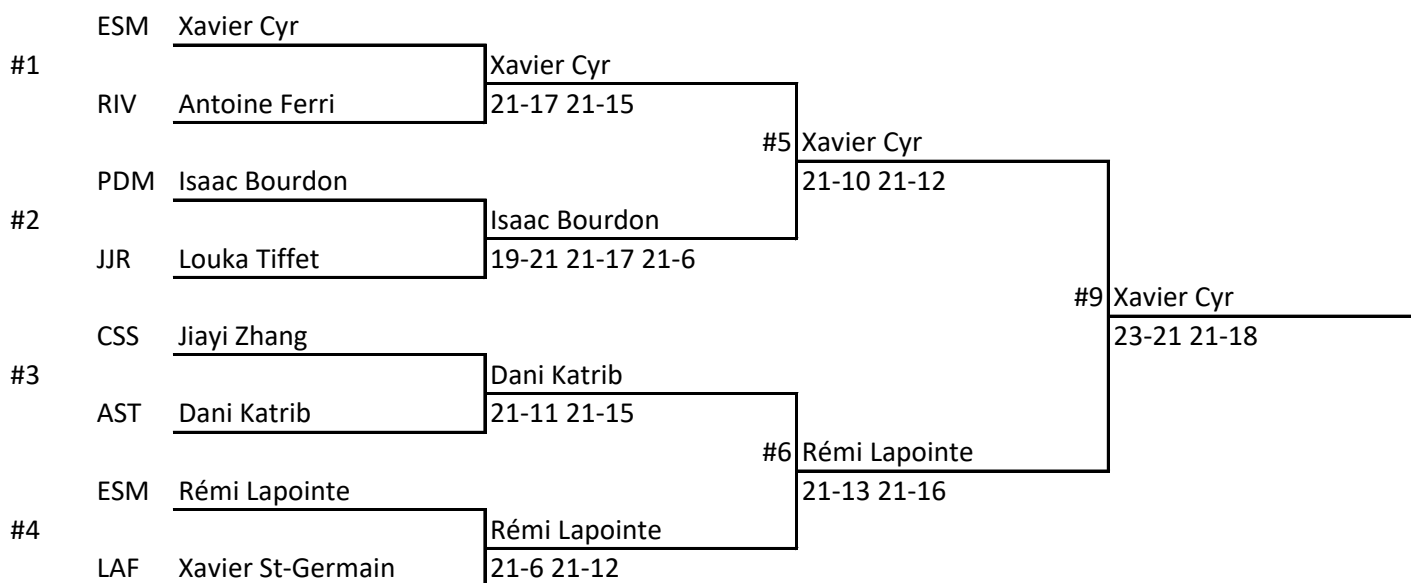 ESM Xavier Cyr
#1 Xavier Cyr
RIV Antoine Ferri 21-17 21-15
#5 Xavier Cyr
PDM Isaac Bourdon 21-10 21-12
#2 Isaac Bourdon
JJR Louka Tiffet 19-21 21-17 21-6
#9 Xavier Cyr
CSS Jiayi Zhang 23-21 21-18
#3 Dani Katrib
AST Dani Katrib 21-11 21-15
#6 Rémi Lapointe
ESM Rémi Lapointe 21-13 21-16
#4 Rémi Lapointe
LAF Xavier St-Germain 21-6 21-12